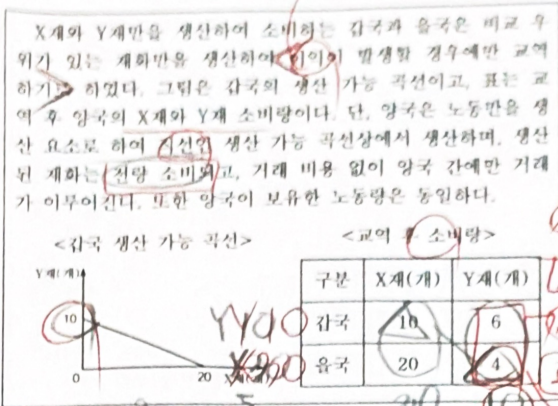 X재와 Y재만을 생산하여 소비하는 갑국과 을국은 비교 우
위가 있는 재화만을 생산하여 이익이 발생할 경우에만 교역
하기로 하였다. 그림은 갑국의 생산 가능 곡선이고, 표는 교
역 후 양국의 X재와 Y재 소비량이다. 단, 양국은 노동만을 생
산 요소로 하여 직선인 생산 가능 곡선상에서 생산하며, 생산
된 재화는 전량 소비되고, 거래 비용 없이 양국 간에만 거래
가 이루어진다. 또한 양국이 보유한 노동량은 동일하다.
<갑국 생산 가능 곡선>
Y재(개)
10
0
20
X재(개)
<교역 후 소비량>
구분 X재(개) Y재(개)
갑국 10 6
을국 20 4